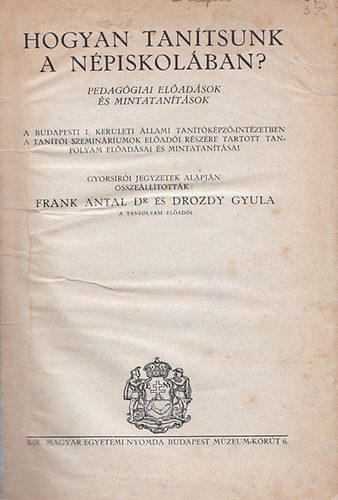 HOGYAN TANÍTSUNK
A NÉPISKOLÁBAN?
PEDAGÓGIAI ELŐADÁSOK
ÉS MINTATANÍTÁSOK
A BUDAPESTI I. KERÜLETI ÁLLAMI TANÍTÓKÉPZŐ-INTÉZETBEN
A TANÍTÓI SZEMINÁRIUMOK ELŐADÓI RÉSZÉRE TARTOTT TAN-
FOLYAM ELŐADÁSAI ÉS MINTATANÍTÁSAI
GYORSÍRÓI JEGYZETEK ALAPJÁN
ÖSSZEÁLLÍTOTTÁK:
FRANK ANTAL DR ÉS DROZDY GYULA
A TANFOLYAM ELŐADÓI
KIR. MAGYAR EGYETEMI NYOMDA BUDAPEST MÚZEUM-KÖRÚT 6.